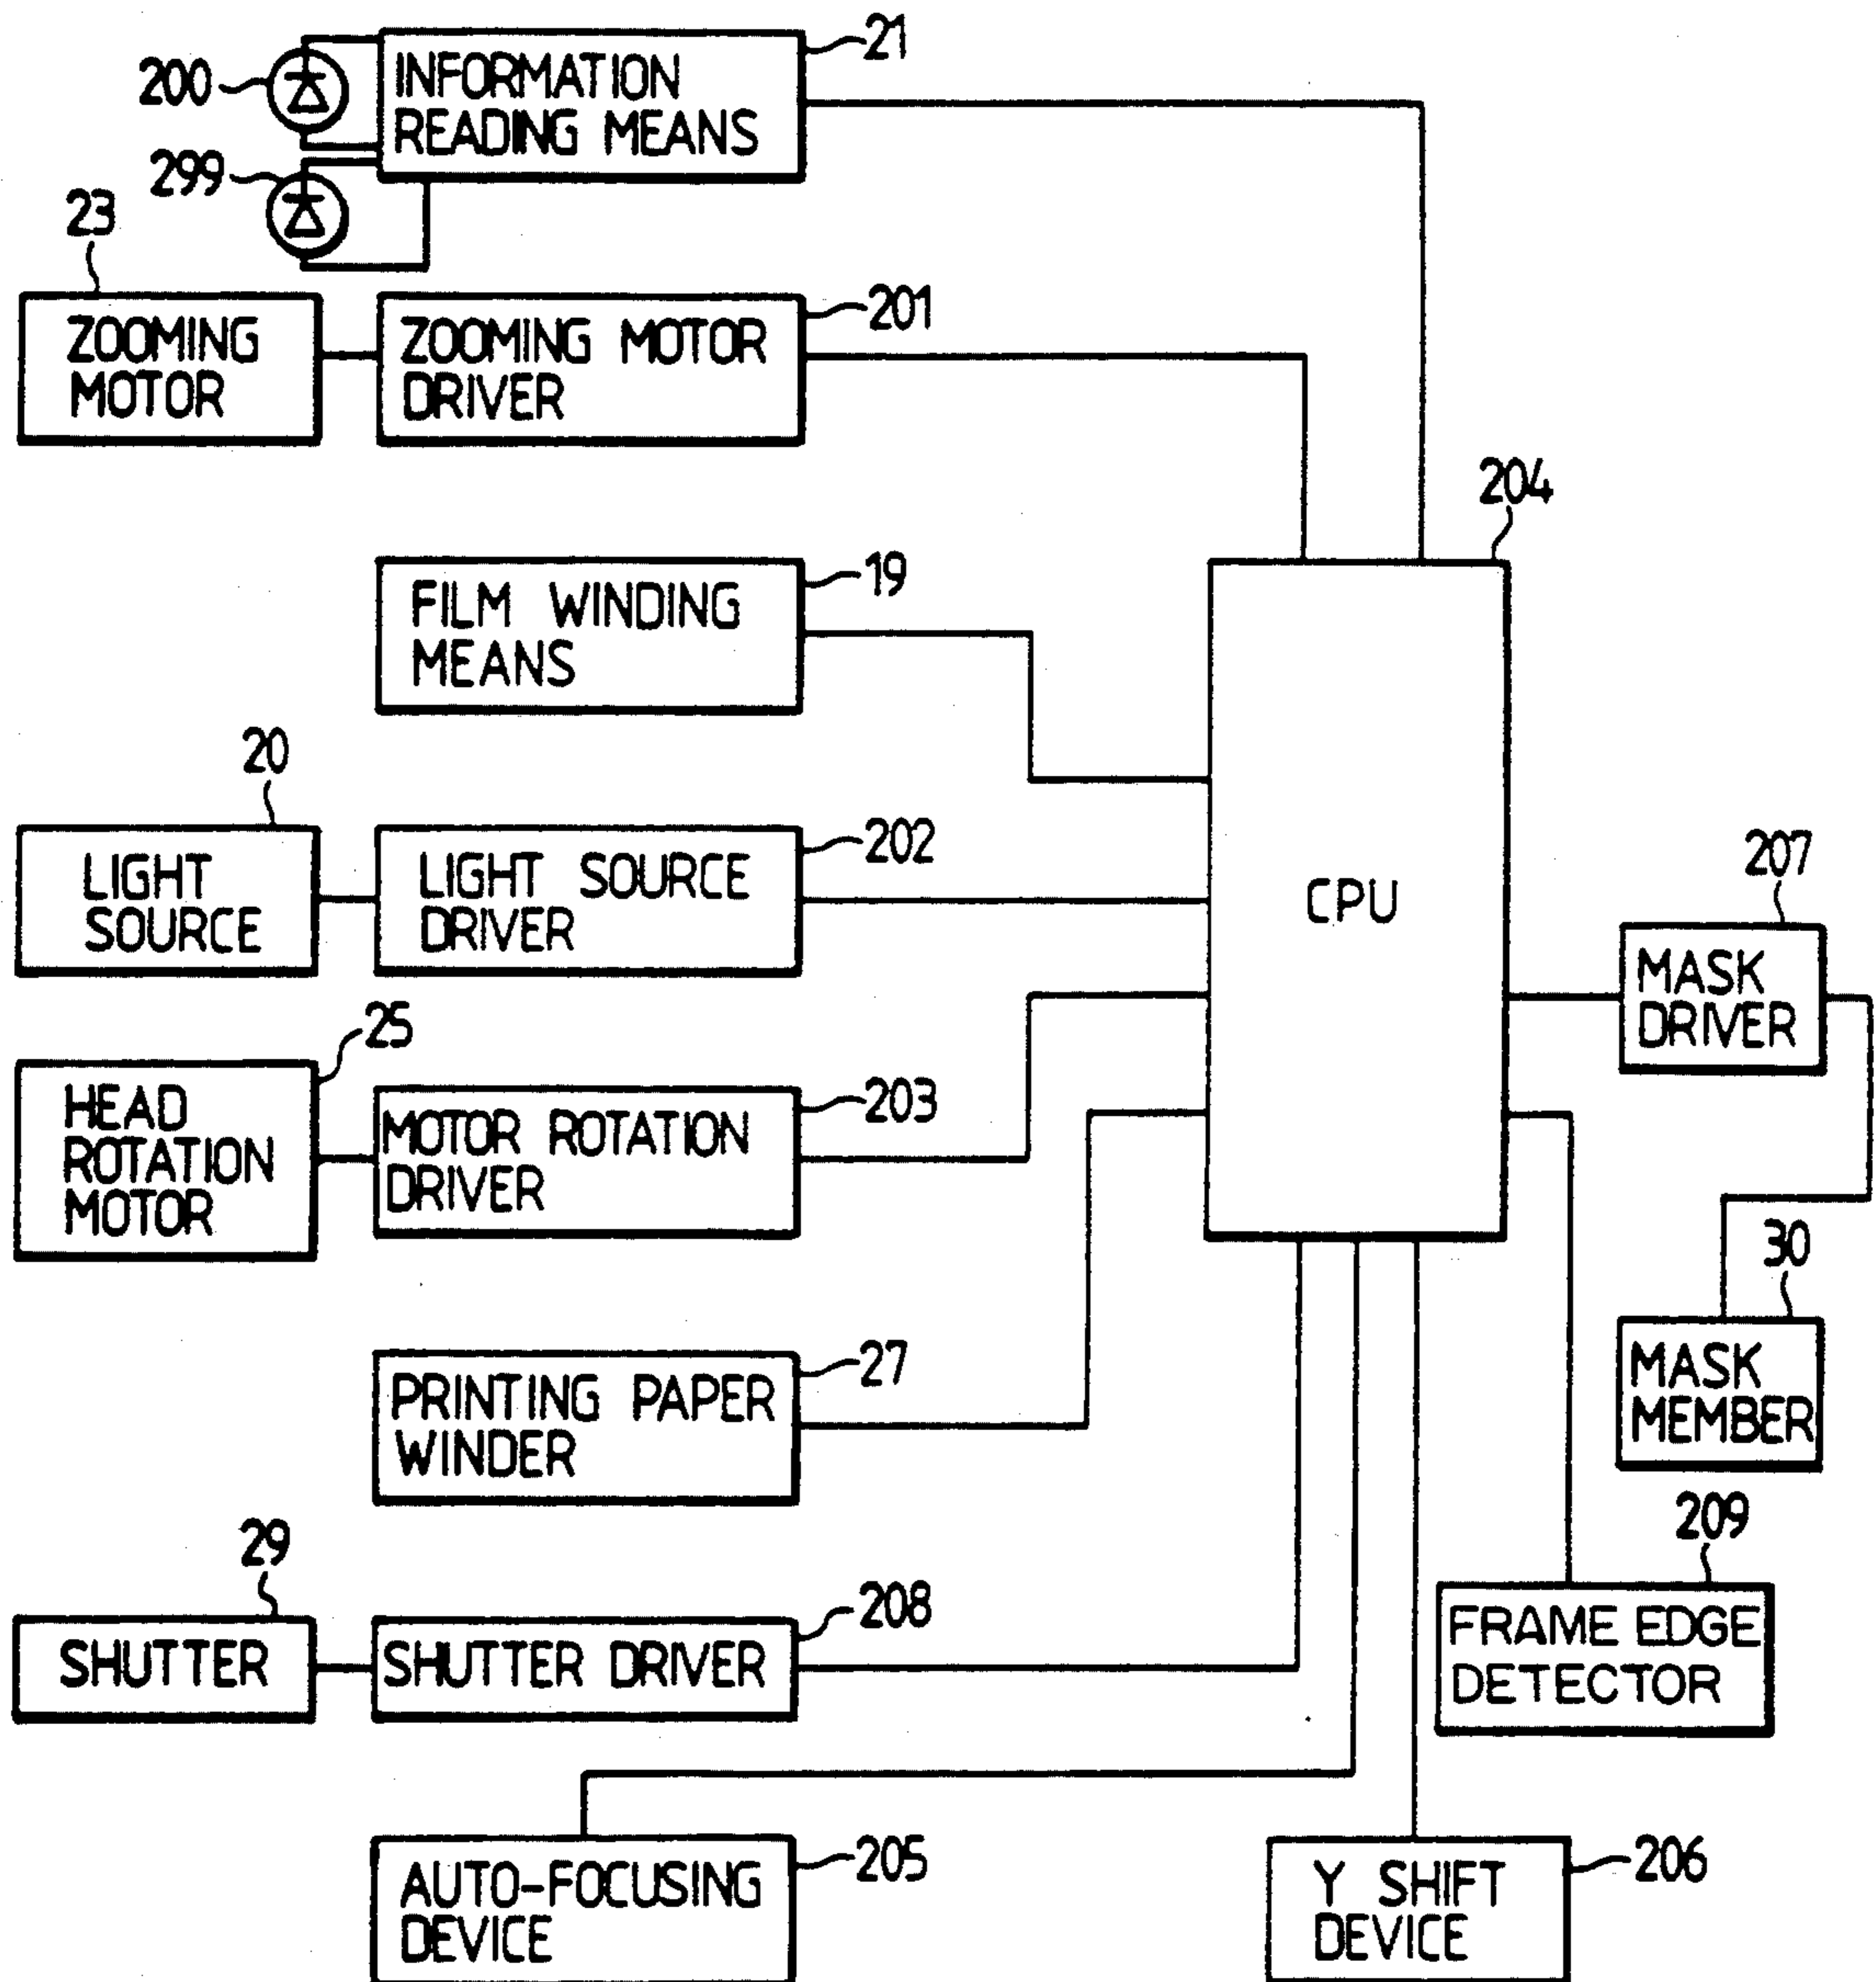 21
200
INFORMATION
READING MEANS
299
23
201
ZOOMING
MOTOR
ZOOMING MOTOR
DRIVER
204
19
FILM WINDING
MEANS
20
202
207
LIGHT
SOURCE
LIGHT SOURCE
DRIVER
CPU
MASK
DRIVER
25
203
HEAD
ROTATION
MOTOR
MOTOR ROTATION
DRIVER
30
27
PRINTING PAPER
WINDER
MASK
MEMBER
209
29
208
SHUTTER
SHUTTER DRIVER
FRAME EDGE
DETECTOR
205
206
AUTO-FOCUSING
DEVICE
Y SHIFT
DEVICE